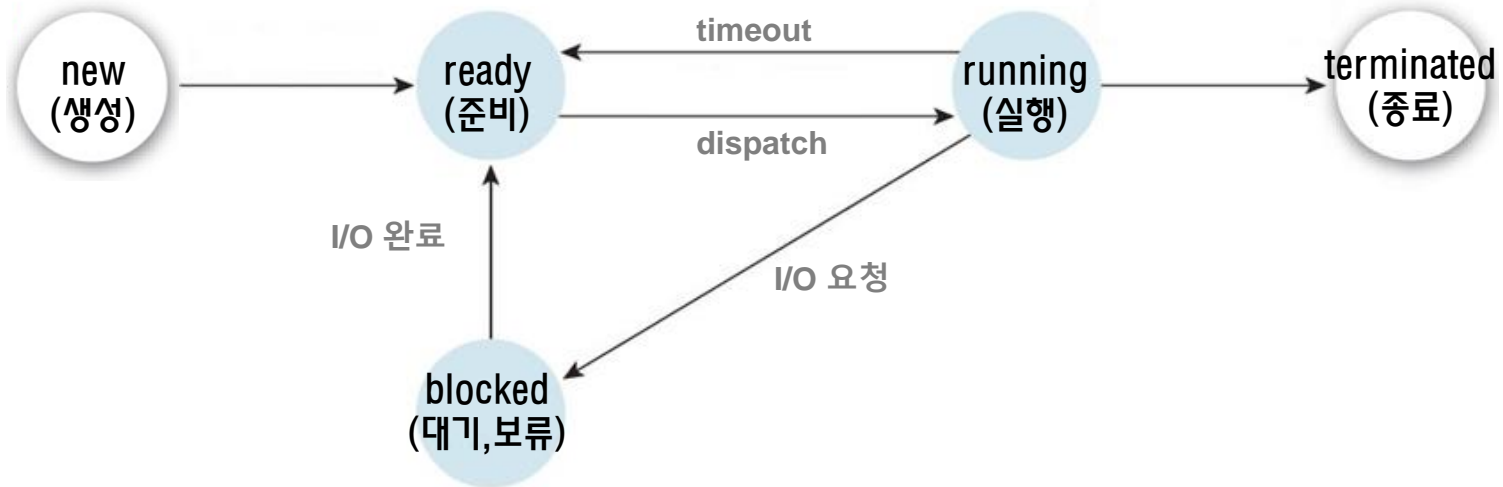 new
(생성)
ready
(준비)
timeout
dispatch
running
(실행)
terminated
(종료)
I/O 완료
I/O 요청
blocked
(대기,보류)